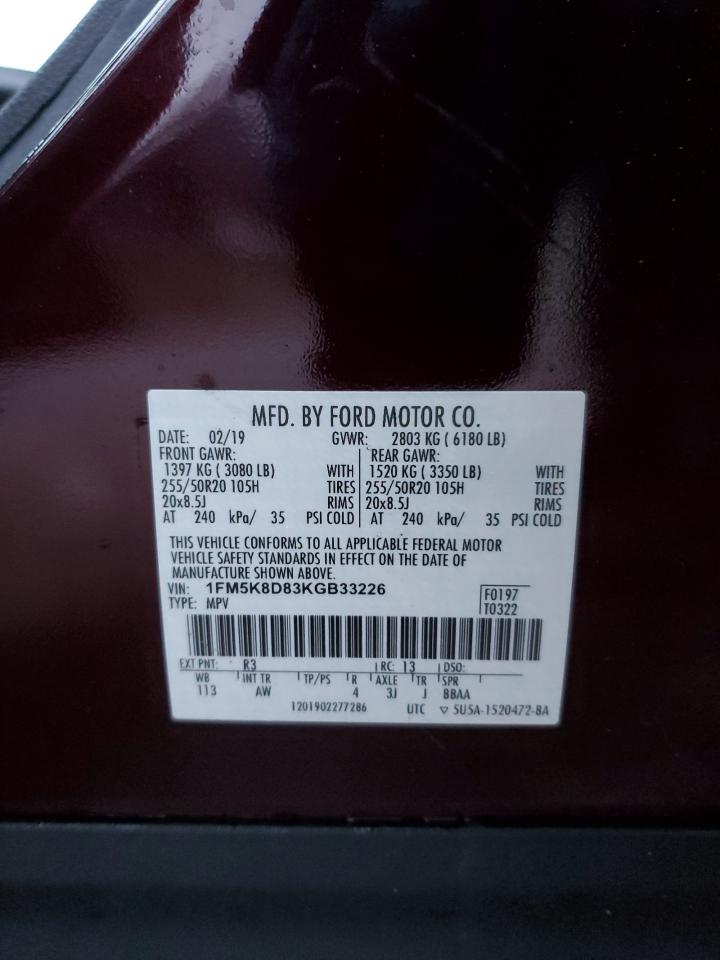 MFD. BY FORD MOTOR CO.
DATE: 02/19 GVWR: 2803 KG ( 6180 LB)
FRONT GAWR: REAR GAWR:
1397 KG ( 3080 LB) WITH 1520 KG ( 3350 LB) WITH
255/50R20 105H TIRES 255/50R20 105H TIRES
20x8.5J RIMS 20x8.5J RIMS
AT 240 kPa/ 35 PSI COLD AT 240 kPa/ 35 PSI COLD
THIS VEHICLE CONFORMS TO ALL APPLICABLE FEDERAL MOTOR
VEHICLE SAFETY STANDARDS IN EFFECT ON THE DATE OF
MANUFACTURE SHOWN ABOVE.
VIN: 1FM5K8D83KGB33226 F0197
TYPE: MPV T0322
EXT PNT: R3 RC: 13 DSO:
WB INT TR TP/PS R AXLE TR SPR
113 AW 4 3J J BBAA
1201902277286 UTC ▽ 5U5A-1520472-BA